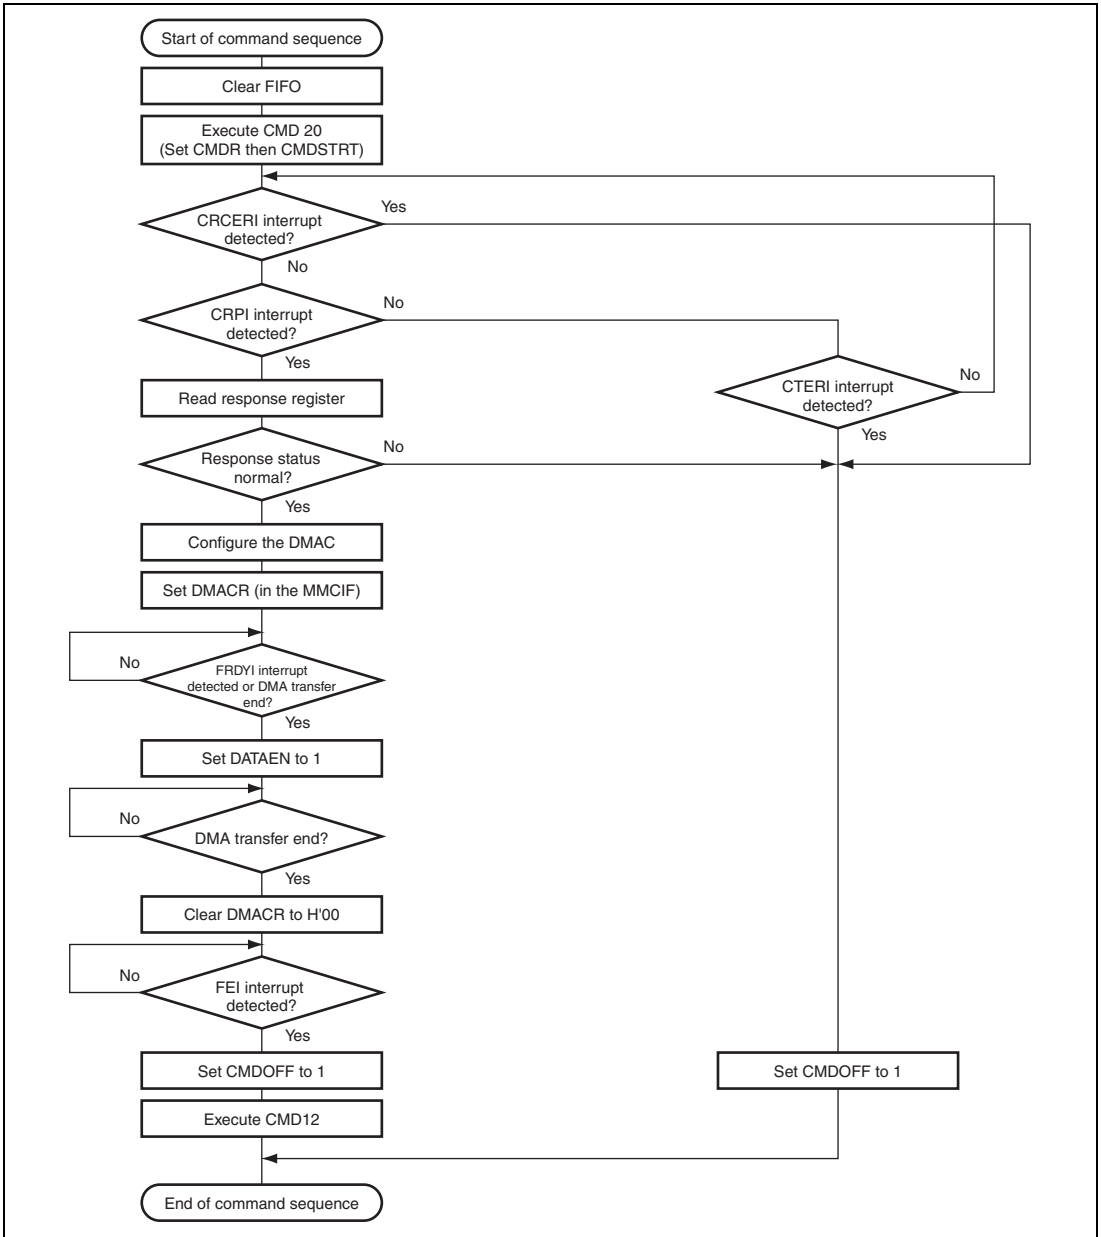 Start of command sequence
Clear FIFO
Execute CMD 20
(Set CMDR then CMDSTRT)
CRCERI interrupt
detected?
Yes
No
CRPI interrupt
detected?
No
Yes
CTERI interrupt
detected?
No
Yes
Read response register
Response status
normal?
No
Yes
Configure the DMAC
Set DMACR (in the MMCIF)
FRDYI interrupt
detected or DMA transfer
end?
No
Yes
Set DATAEN to 1
DMA transfer end?
No
Yes
Clear DMACR to H'00
FEI interrupt
detected?
No
Yes
Set CMDOFF to 1
Set CMDOFF to 1
Execute CMD12
End of command sequence